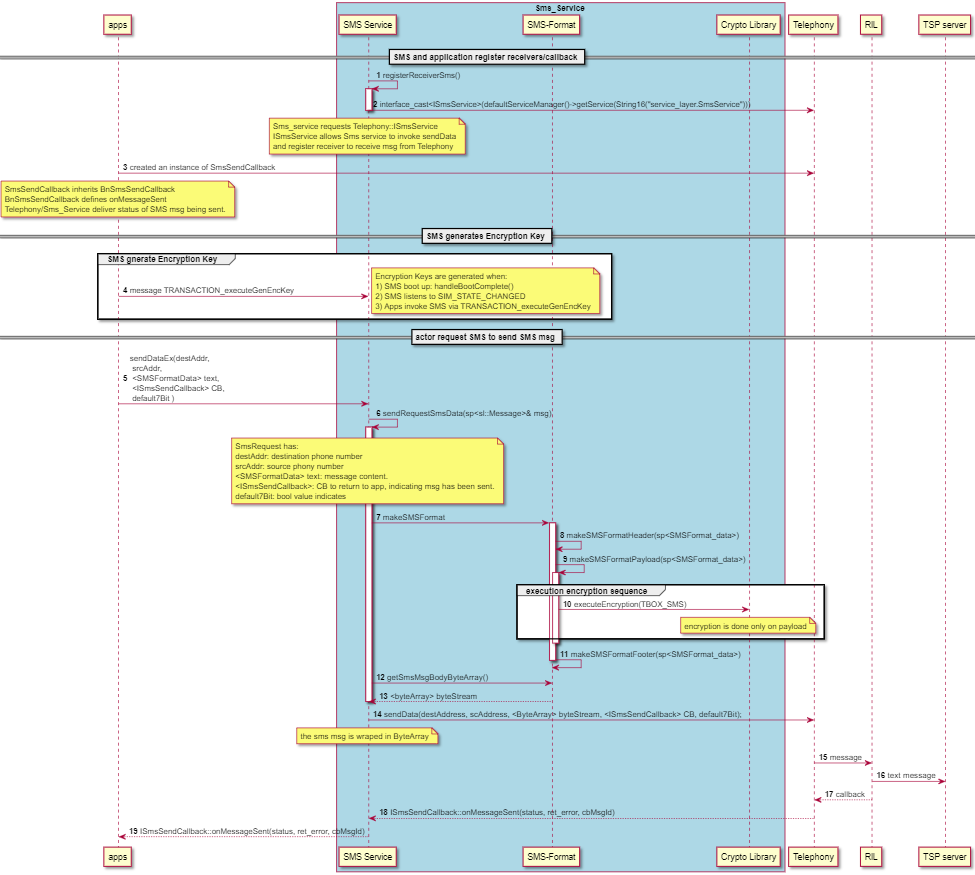 Sms_Service
apps
SMS Service
SMS-Format
Crypto Library
Telephony
RIL
TSP server
SMS and application register receivers/callback
1 registerReceiverSms()
2 interface_cast<ISmsService>(defaultServiceManager()->getService(String16("service_layer.SmsService")))
Sms_service requests Telephony::ISmsService
ISmsService allows Sms service to invoke sendData
and register receiver to receive msg from Telephony
3 created an instance of SmsSendCallback
SmsSendCallback inherits BnSmsSendCallback
BnSmsSendCallback defines onMessageSent
Telephony/Sms_Service deliver status of SMS msg being sent.
SMS generates Encryption Key
SMS gnerate Encryption Key
Encryption Keys are generated when:
1) SMS boot up: handleBootComplete()
2) SMS listens to SIM_STATE_CHANGED
3) Apps invoke SMS via TRANSACTION_executeGenEncKey
4 message TRANSACTION_executeGenEncKey
actor request SMS to send SMS msg
sendDataEx(destAddr,
srcAddr,
5 <SMSFormatData> text,
<ISmsSendCallback> CB,
default7Bit )
6 sendRequestSmsData(sp<sl::Message>& msg)
SmsRequest has:
destAddr: destination phone number
srcAddr: source phony number
<SMSFormatData> text: message content.
<ISmsSendCallback>: CB to return to app, indicating msg has been sent.
default7Bit: bool value indicates
7 makeSMSFormat
8 makeSMSFormatHeader(sp<SMSFormat_data>)
9 makeSMSFormatPayload(sp<SMSFormat_data>)
execution encryption sequence
10 executeEncryption(TBOX_SMS)
encryption is done only on payload
11 makeSMSFormatFooter(sp<SMSFormat_data>)
12 getSmsMsgBodyByteArray()
13 <byteArray> byteStream
14 sendData(destAddress, scAddress, <ByteArray> byteStream, <ISmsSendCallback> CB, default7Bit);
the sms msg is wraped in ByteArray
15 message
16 text message
17 callback
18 ISmsSendCallback::onMessageSent(status, ret_error, cbMsgId)
19 ISmsSendCallback::onMessageSent(status, ret_error, cbMsgId)
apps
SMS Service
SMS-Format
Crypto Library
Telephony
RIL
TSP server